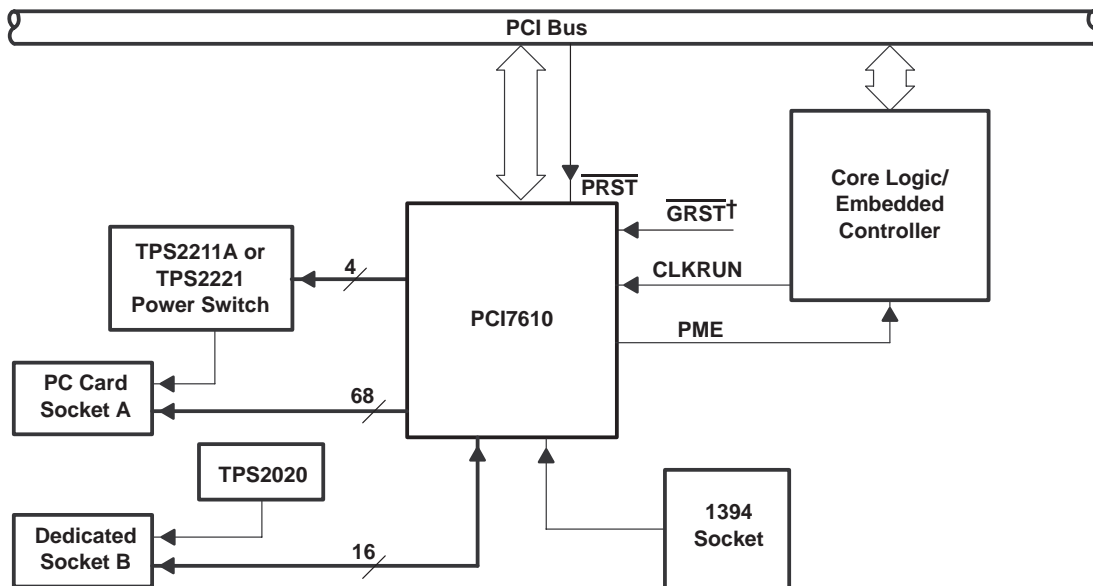 PCI Bus
PRST
GRST†
Core Logic/
Embedded
Controller
TPS2211A or
TPS2221
Power Switch
4
CLKRUN
PCI7610
PME
PC Card
Socket A
68
TPS2020
1394
Socket
Dedicated
Socket B
16